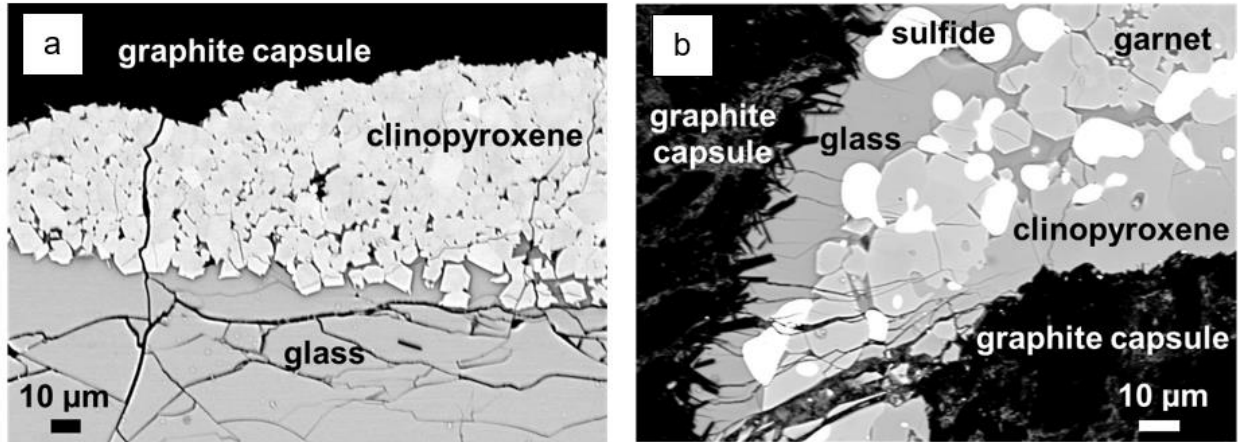 a
graphite capsule
clinopyroxene
glass
10 µm
b
sulfide
garnet
graphite
capsule
glass
clinopyroxene
graphite capsule
10 µm